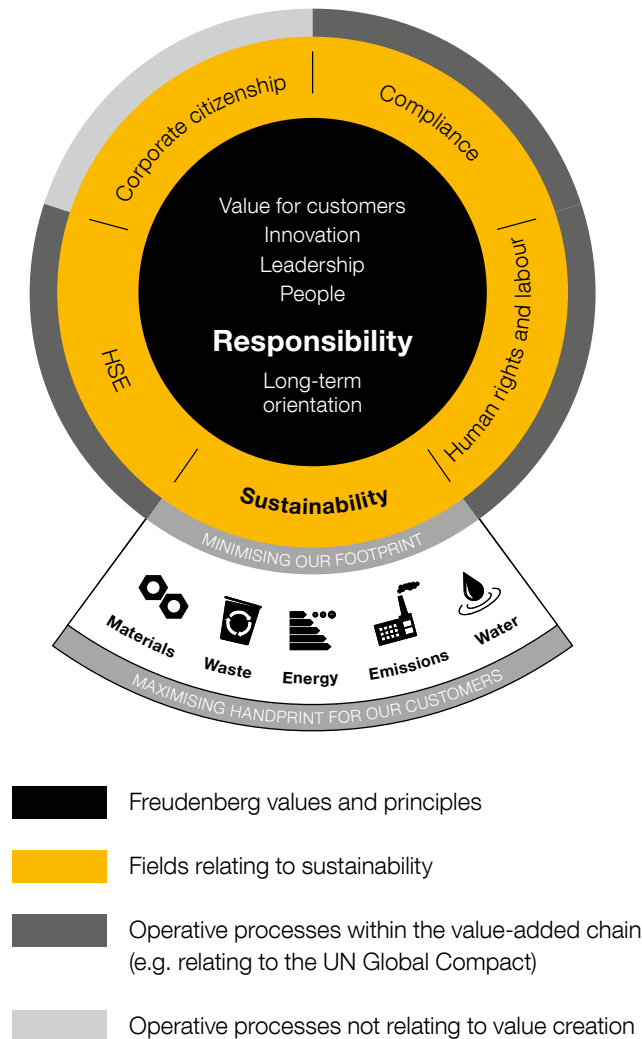 Corporate citizenship
Compliance
Value for customers
Innovation
Leadership
People
Responsibility
Long-term
orientation
HSE
Human rights and labour
Sustainability
MINIMISING OUR FOOTPRINT
Materials
Waste
Energy
Emissions
Water
MAXIMISING HANDPRINT FOR OUR CUSTOMERS
Freudenberg values and principles
Fields relating to sustainability
Operative processes within the value-added chain
(e.g. relating to the UN Global Compact)
Operative processes not relating to value creation